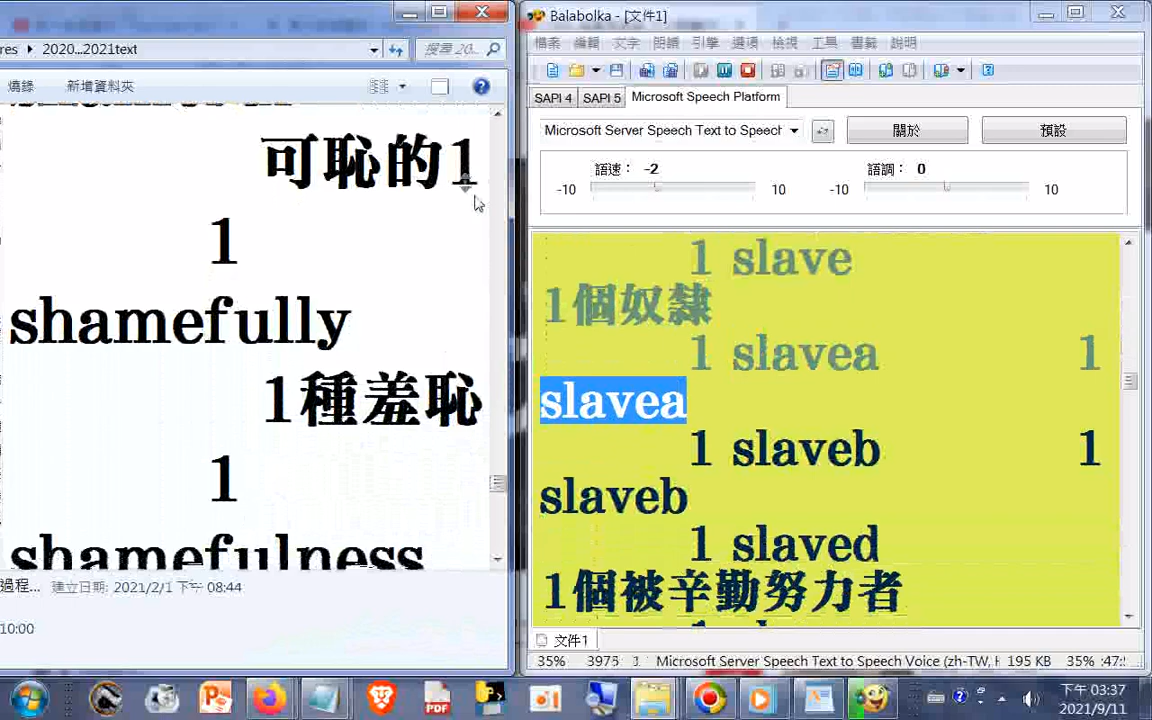 res ▸ 2020...2021text
搜尋 20...
燒錄
新增資料夾
可恥的1
1
shamefully
1種羞恥
1
shamefulness
過程... 建立日期: 2021/2/1 下午 08:44
10:00
Balabolka - [文件1]
檔案 編輯 文字 朗讀 引擎 選項 檢視 工具 書籤 說明
SAPI 4 SAPI 5 Microsoft Speech Platform
Microsoft Server Speech Text to Speech
關於
預設
語速： -2
語調： 0
-10 10 -10 10
1 slave
1個奴隸
1 slavea 1
slavea
1 slaveb 1
slaveb
1 slaved
1個被辛勤努力者
文件1
35% 3975 Microsoft Server Speech Text to Speech Voice (zh-TW, 195 KB 35%
PDF
下午 03:37
2021/9/11